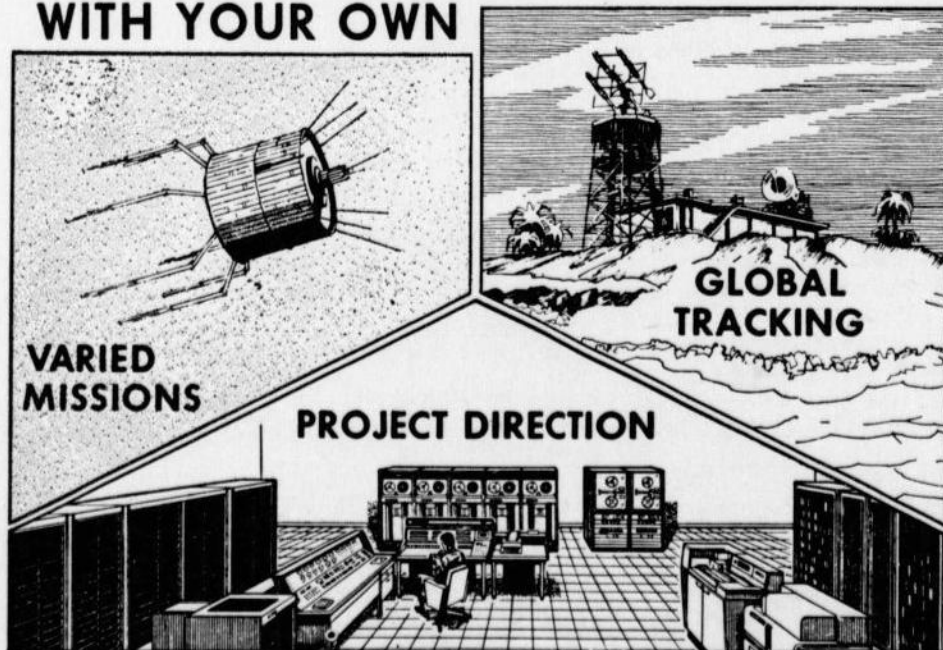 WITH YOUR OWN
GLOBAL
TRACKING
VARIED
MISSIONS
PROJECT DIRECTION